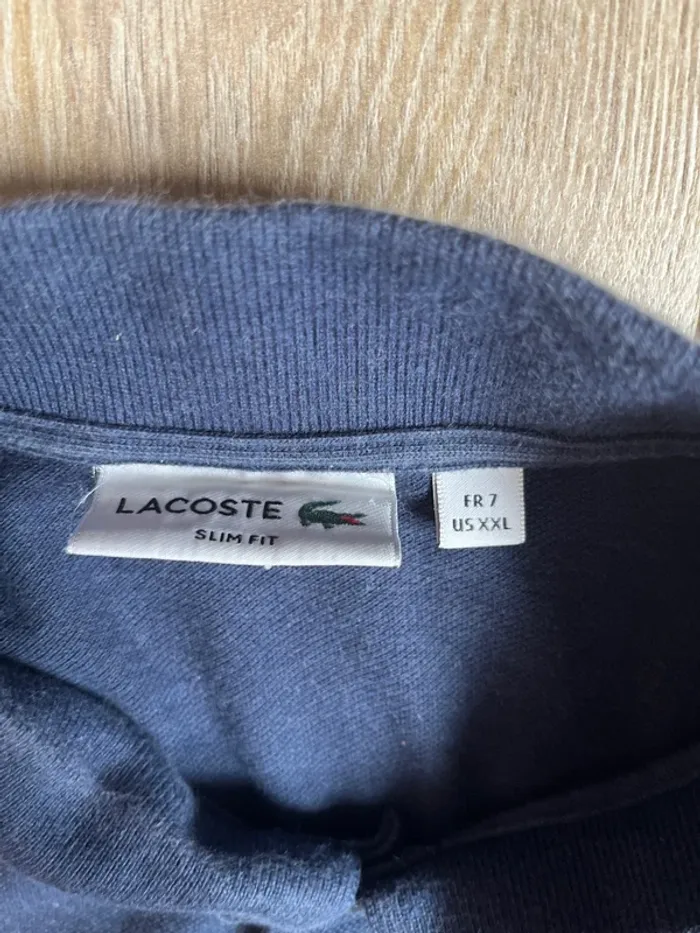 LACOSTE
SLIM FIT
FR 7
US XXL